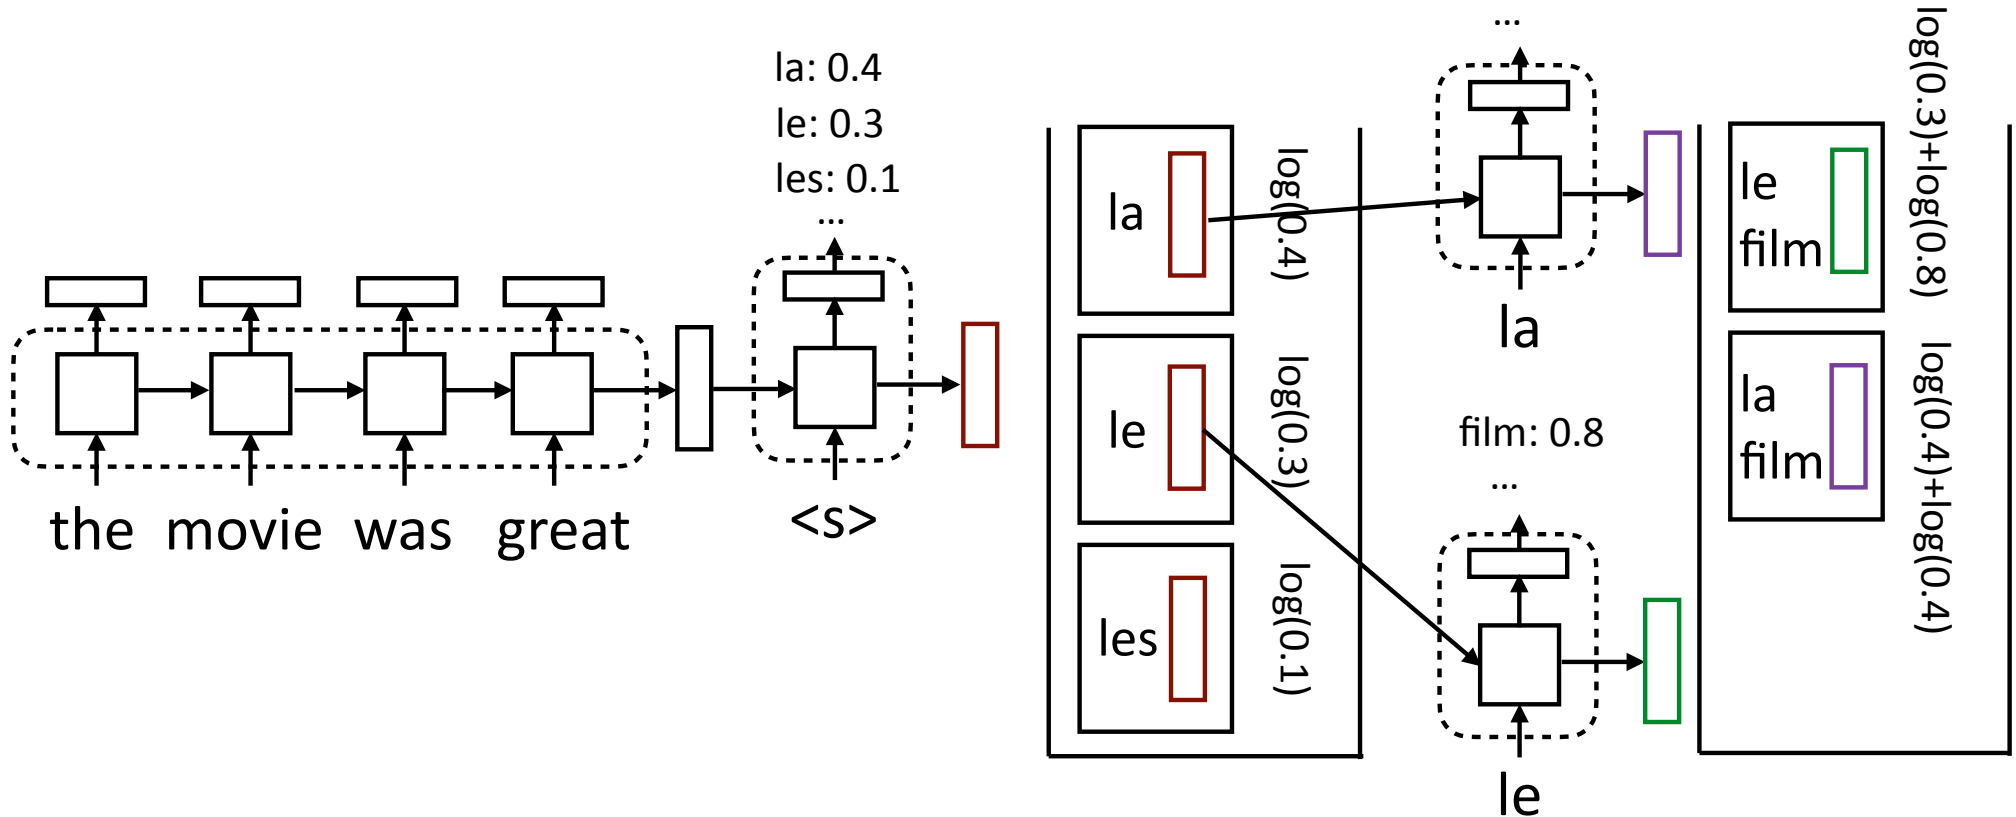 the movie was great
la: 0.4
le: 0.3
les: 0.1
...
<s>
la
log(0.4)
le
log(0.3)
les
log(0.1)
...
la
film: 0.8
...
le
le
film
log(0.3)+log(0.8)
la
film
log(0.4)+log(0.4)